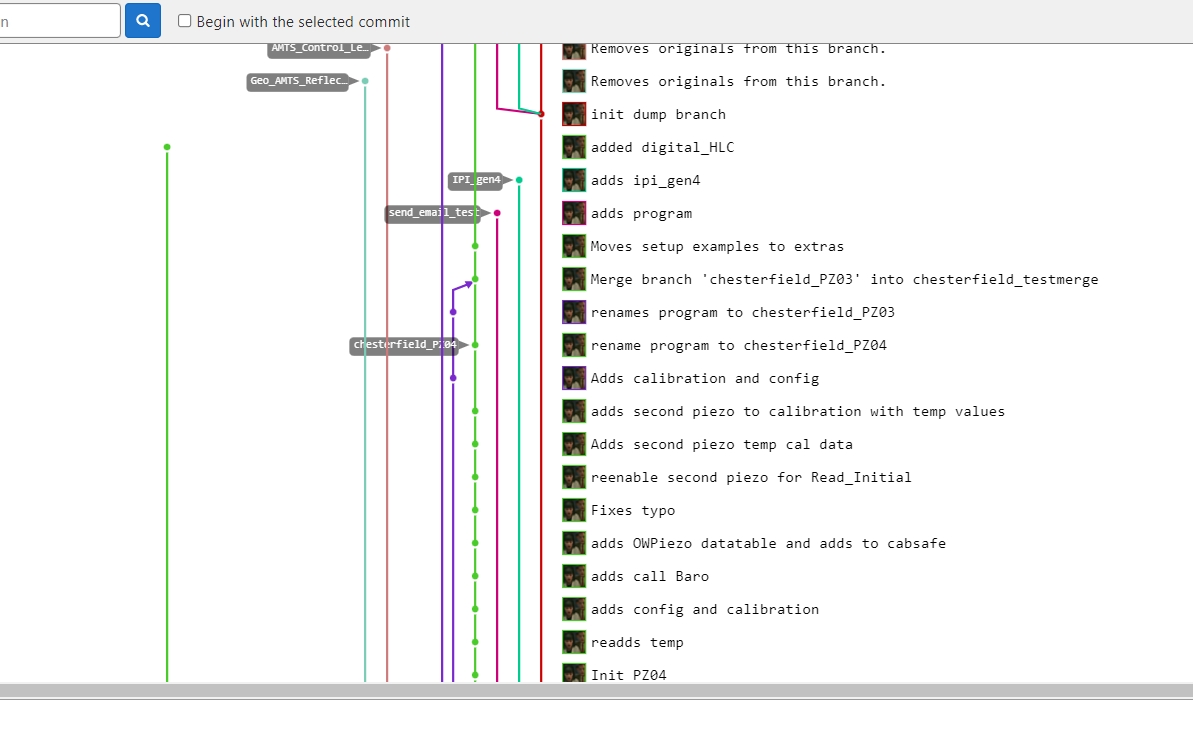 n
Begin with the selected commit
AMTS_Control_Le…
Removes originals from this branch.
Geo_AMTS_Reflec…
Removes originals from this branch.
init dump branch
added digital_HLC
IPI_gen4
adds ipi_gen4
send_email_test
adds program
Moves setup examples to extras
Merge branch 'chesterfield_PZ03' into chesterfield_testmerge
renames program to chesterfield_PZ03
chesterfield_PZ04
rename program to chesterfield_PZ04
Adds calibration and config
adds second piezo to calibration with temp values
Adds second piezo temp cal data
reenable second piezo for Read_Initial
Fixes typo
adds OWPiezo datatable and adds to cabsafe
adds call Baro
adds config and calibration
readds temp
Init PZ04